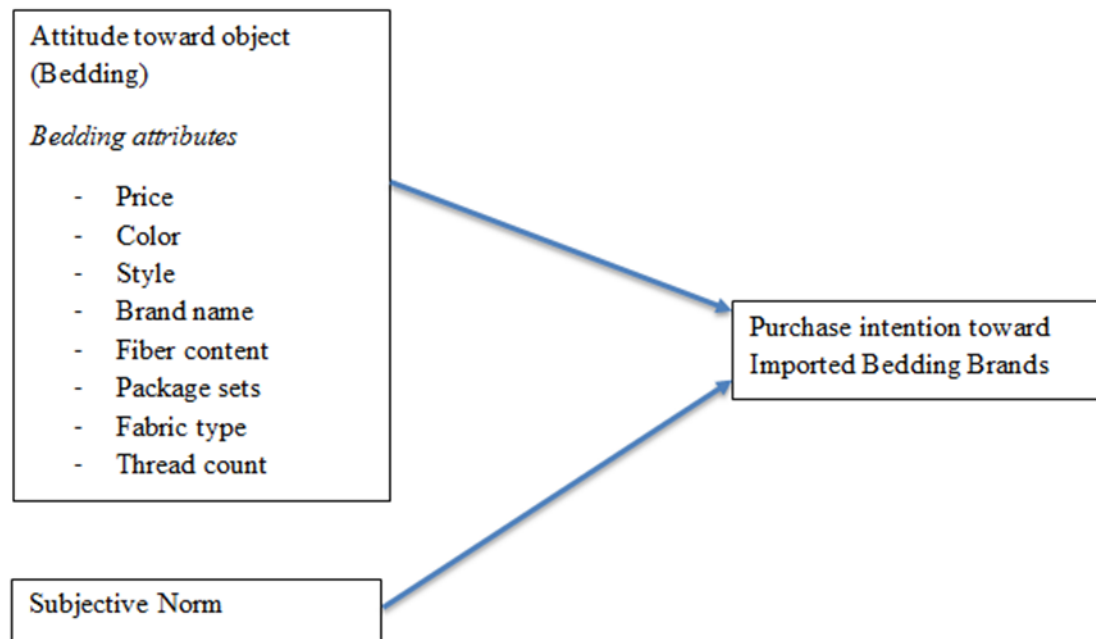 Attitude toward object
(Bedding)
Bedding attributes
- Price
- Color
- Style
- Brand name
- Fiber content
- Package sets
- Fabric type
- Thread count
Purchase intention toward
Imported Bedding Brands
Subjective Norm